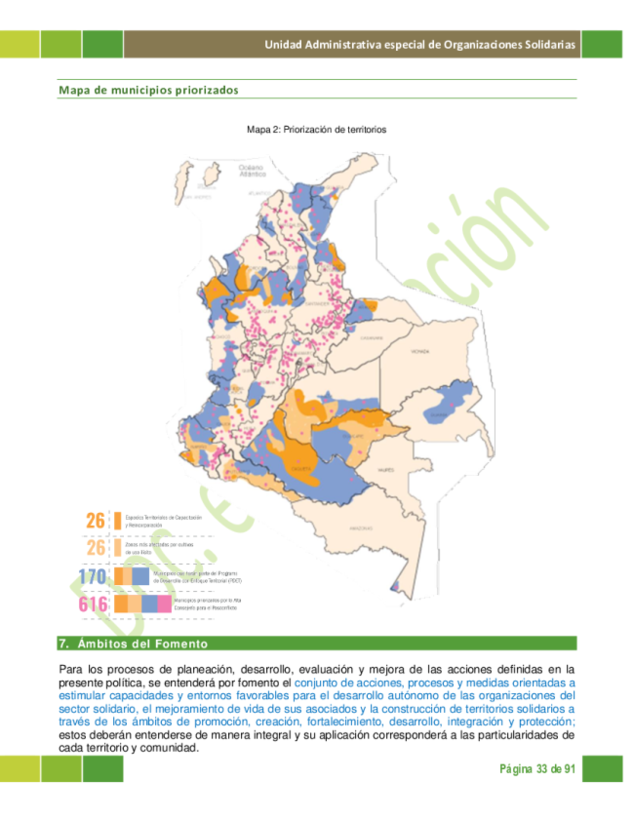 Unidad Administrativa especial de Organizaciones Solidarias
Mapa de municipios priorizados
Mapa 2: Priorización de territorios
Océano
Atlántico
VICHADA
VAUPÉS
AMAZONAS
26 Espacios Territoriales de Capacitación
y Reincorporación
26 Zonas más afectadas por cultivos
de uso ilícito
170 Municipios que hacen parte de Programa
de Desarrollo con Enfoque Territorial (PDET)
616 Municipios priorizados por la Alta
Consejería para el Posconflicto
7. Ámbitos del Fomento
Para los procesos de planeación, desarrollo, evaluación y mejora de las acciones definidas en la
presente política, se entenderá por fomento el conjunto de acciones, procesos y medidas orientadas a
estimular capacidades y entornos favorables para el desarrollo autónomo de las organizaciones del
sector solidario, el mejoramiento de vida de sus asociados y la construcción de territorios solidarios a
través de los ámbitos de promoción, creación, fortalecimiento, desarrollo, integración y protección;
estos deberán entenderse de manera integral y su aplicación corresponderá a las particularidades de
cada territorio y comunidad.
Página 33 de 91